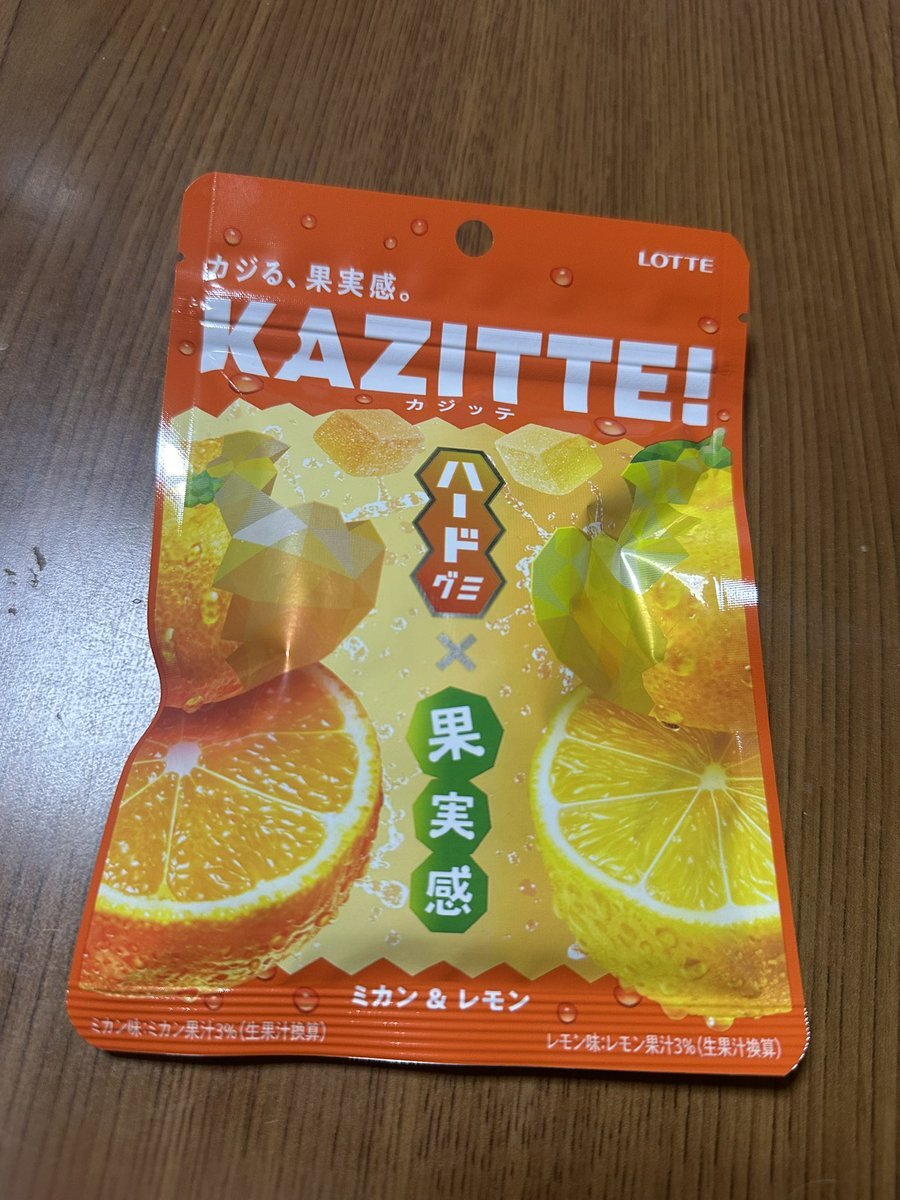 LOTTE
カジる、果実感。
KAZITTE!
カジッテ
ハード
グミ
×
果実感
ミカン & レモン
ミカン味:ミカン果汁3%(生果汁換算)
レモン味:レモン果汁3%(生果汁換算)